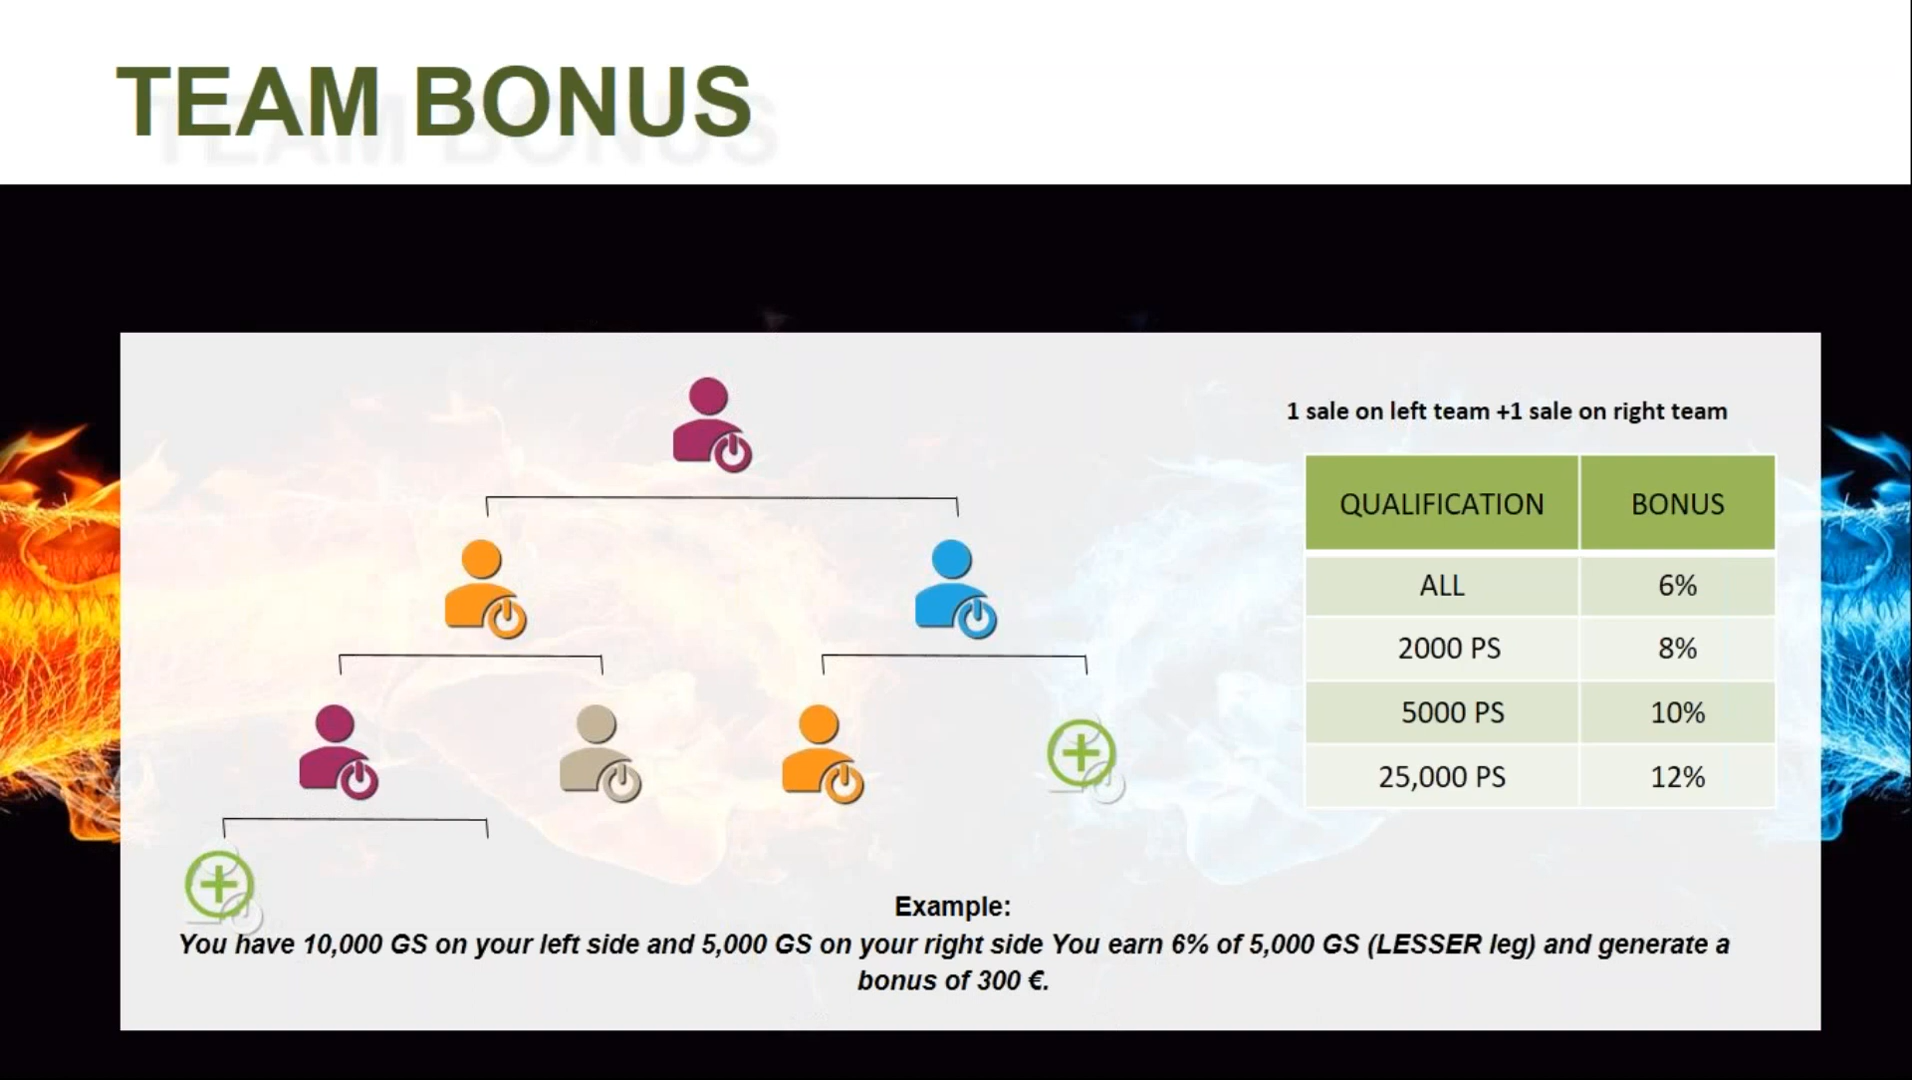 TEAM BONUS
1 sale on left team +1 sale on right team
QUALIFICATION BONUS
ALL 6%
2000 PS 8%
5000 PS 10%
25,000 PS 12%
Example:
You have 10,000 GS on your left side and 5,000 GS on your right side You earn 6% of 5,000 GS (LESSER leg) and generate a
bonus of 300 €.